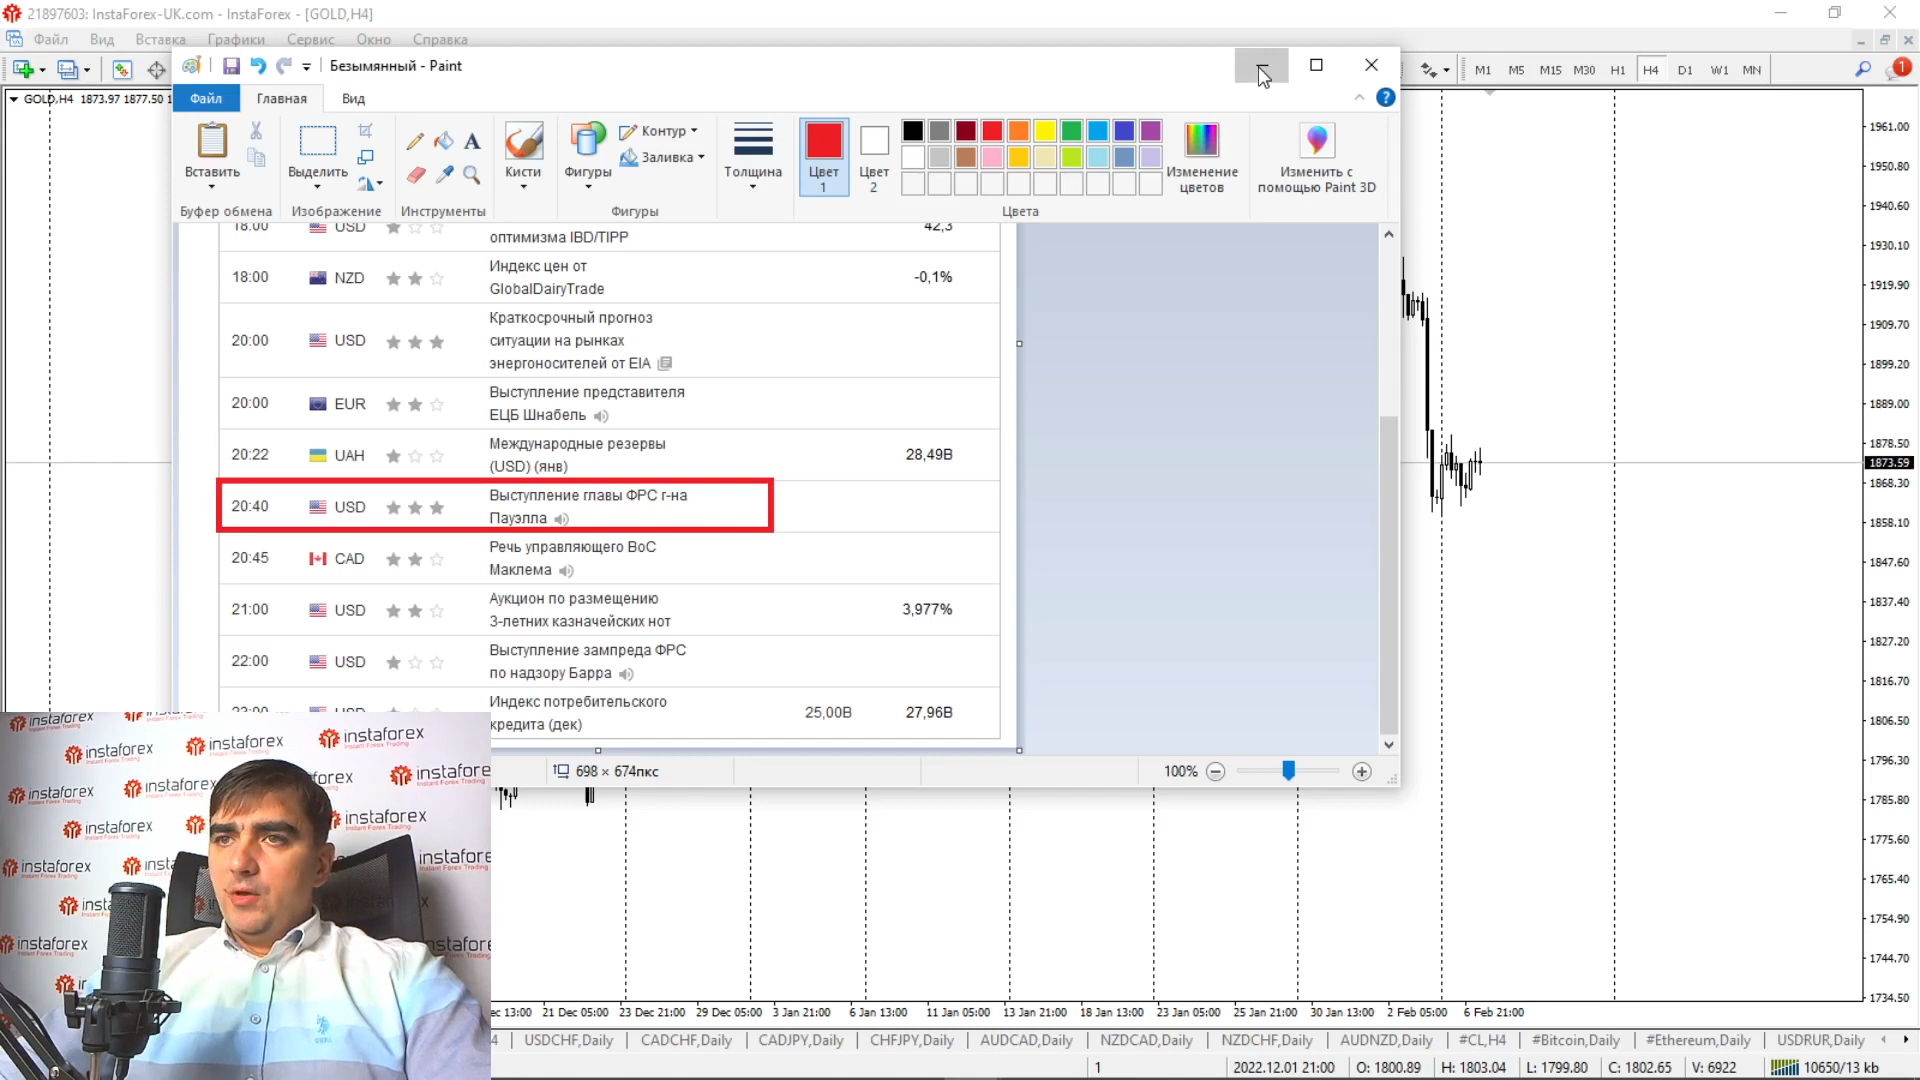 21897603: InstaForex-UK.com - InstaForex - [GOLD,H4]
Файл Вид Вставка Графики Сервис Окно Справка
Безымянный - Paint
M1 M5 M15 M30 H1 H4 D1 W1 MN
1
GOLD,H4 1873.97 1877.50 1
Файл Главная Вид
Вставить
Выделить
Кисти
Фигуры
Контур
Заливка
Толщина
Цвет 1
Цвет 2
Изменение цветов
Изменить с помощью Paint 3D
Буфер обмена Изображение Инструменты Фигуры Цвета
18:00 USD оптимизма IBD/TIPP 42,3
18:00 NZD Индекс цен от
GlobalDairyTrade -0,1%
20:00 USD Краткосрочный прогноз
ситуации на рынках
энергоносителей от EIA
20:00 EUR Выступление представителя
ЕЦБ Шнабель
20:22 UAH Международные резервы
(USD) (янв) 28,49B
20:40 USD Выступление главы ФРС г-на
Пауэлла
20:45 CAD Речь управляющего BoC
Маклема
21:00 USD Аукцион по размещению
3-летних казначейских нот 3,977%
22:00 USD Выступление зампреда ФРС
по надзору Барра
Индекс потребительского
кредита (дек) 25,00B 27,96B
698 × 674пкс
100%
1961.00
1950.80
1940.60
1930.10
1919.90
1909.70
1899.20
1889.00
1878.50
1873.59
1868.30
1858.10
1847.60
1837.40
1827.20
1816.70
1806.50
1796.30
1785.80
1775.60
1765.40
1754.90
1744.70
1734.50
instaforex
Instant Forex Trading
13:00 21 Dec 05:00 23 Dec 21:00 29 Dec 05:00 3 Jan 21:00 6 Jan 13:00 11 Jan 05:00 13 Jan 21:00 18 Jan 13:00 23 Jan 05:00 25 Jan 21:00 30 Jan 13:00 2 Feb 05:00 6 Feb 21:00
USDCHF,Daily CADCHF,Daily CADJPY,Daily CHFJPY,Daily AUDCAD,Daily NZDCAD,Daily NZDCHF,Daily AUDNZD,Daily #CL,H4 #Bitcoin,Daily #Ethereum,Daily USDRUR,Daily
1 2022.12.01 21:00 O: 1800.89 H: 1803.04 L: 1799.80 C: 1802.65 V: 6922 10650/13 kb